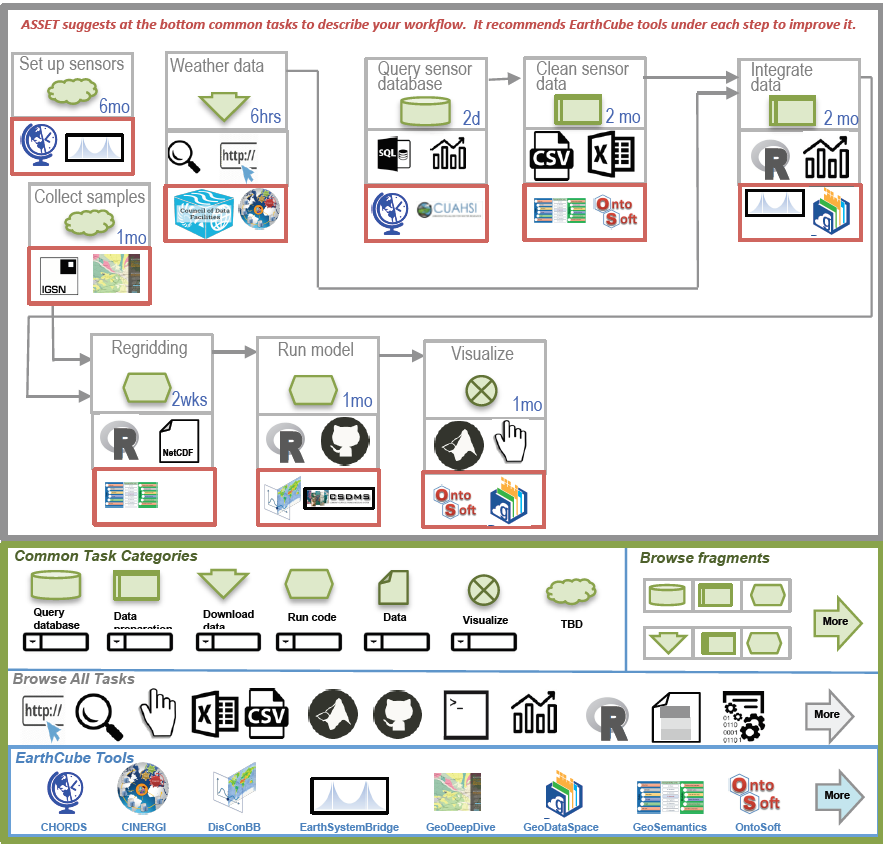 ASSET suggests at the bottom common tasks to describe your workflow. It recommends EarthCube tools under each step to improve it.
Set up sensors
6mo
Weather data
6hrs
http://
Council of Data
Facilities
Query sensor
database
2d
SQL
CUAHSI
Clean sensor
data
2 mo
CSV
X
Onto
Soft
Integrate
data
2 mo
R
g
Collect samples
1mo
IGSN
Regridding
2wks
R
NetCDF
Run model
1mo
R
CSDMS
Visualize
1mo
Onto
Soft
g
Common Task Categories
Query
database
Data
preparation
Download
data
Run code
Data
Visualize
TBD
Browse fragments
More
Browse All Tasks
http://
X
CSV
>_
R
01
0110
0001
01101
More
EarthCube Tools
g
Onto
Soft
More
CHORDS
CINERGI
DisConBB
EarthSystemBridge
GeoDeepDive
GeoDataSpace
GeoSemantics
OntoSoft